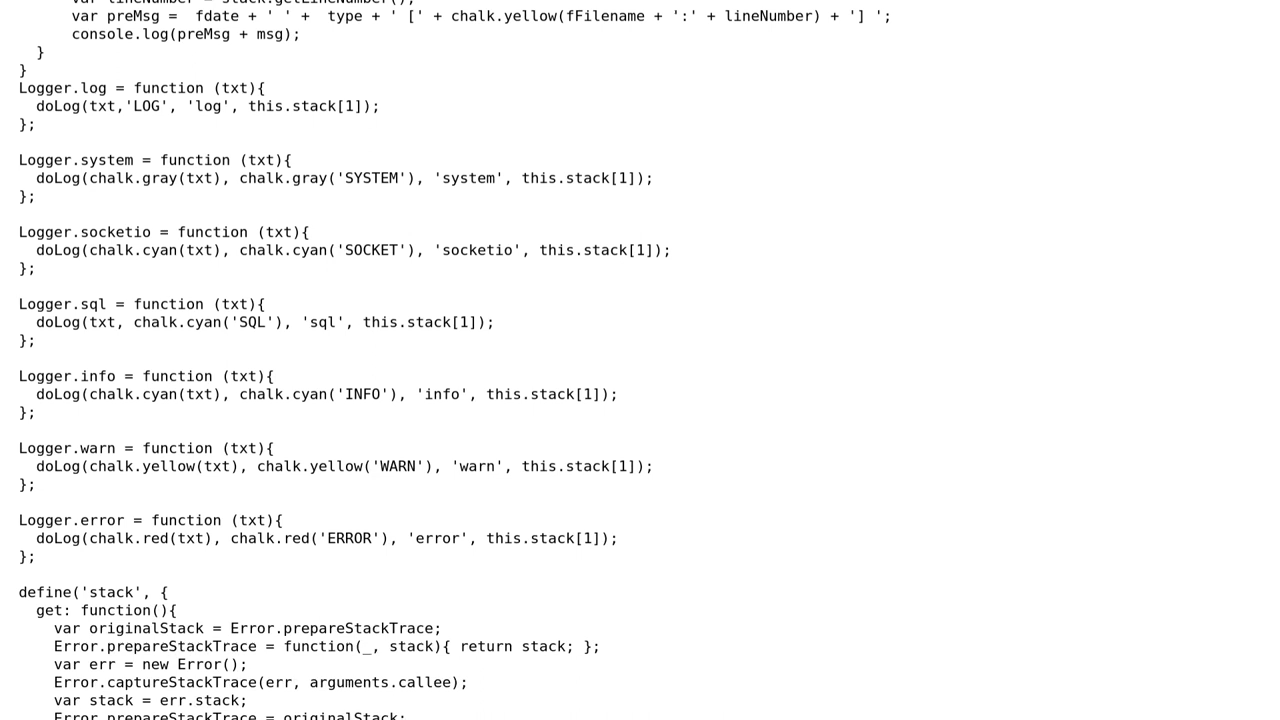 var lineNumber = stack.getLineNumber();
var preMsg =  fdate + ' ' +  type + ' [' + chalk.yellow(fFilename + ':' + lineNumber) + '] ';
console.log(preMsg + msg);
}
}
Logger.log = function (txt){
doLog(txt,'LOG', 'log', this.stack[1]);
};
Logger.system = function (txt){
doLog(chalk.gray(txt), chalk.gray('SYSTEM'), 'system', this.stack[1]);
};
Logger.socketio = function (txt){
doLog(chalk.cyan(txt), chalk.cyan('SOCKET'), 'socketio', this.stack[1]);
};
Logger.sql = function (txt){
doLog(txt, chalk.cyan('SQL'), 'sql', this.stack[1]);
};
Logger.info = function (txt){
doLog(chalk.cyan(txt), chalk.cyan('INFO'), 'info', this.stack[1]);
};
Logger.warn = function (txt){
doLog(chalk.yellow(txt), chalk.yellow('WARN'), 'warn', this.stack[1]);
};
Logger.error = function (txt){
doLog(chalk.red(txt), chalk.red('ERROR'), 'error', this.stack[1]);
};
define('stack', {
get: function(){
var originalStack = Error.prepareStackTrace;
Error.prepareStackTrace = function(_, stack){ return stack; };
var err = new Error();
Error.captureStackTrace(err, arguments.callee);
var stack = err.stack;
Error.prepareStackTrace = originalStack;